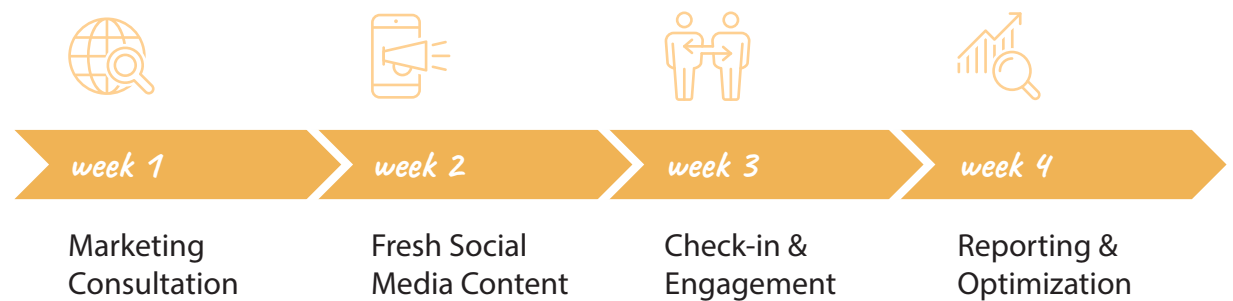 week 1
week 2
week 3
week 4
Marketing
Consultation
Fresh Social
Media Content
Check-in &
Engagement
Reporting &
Optimization